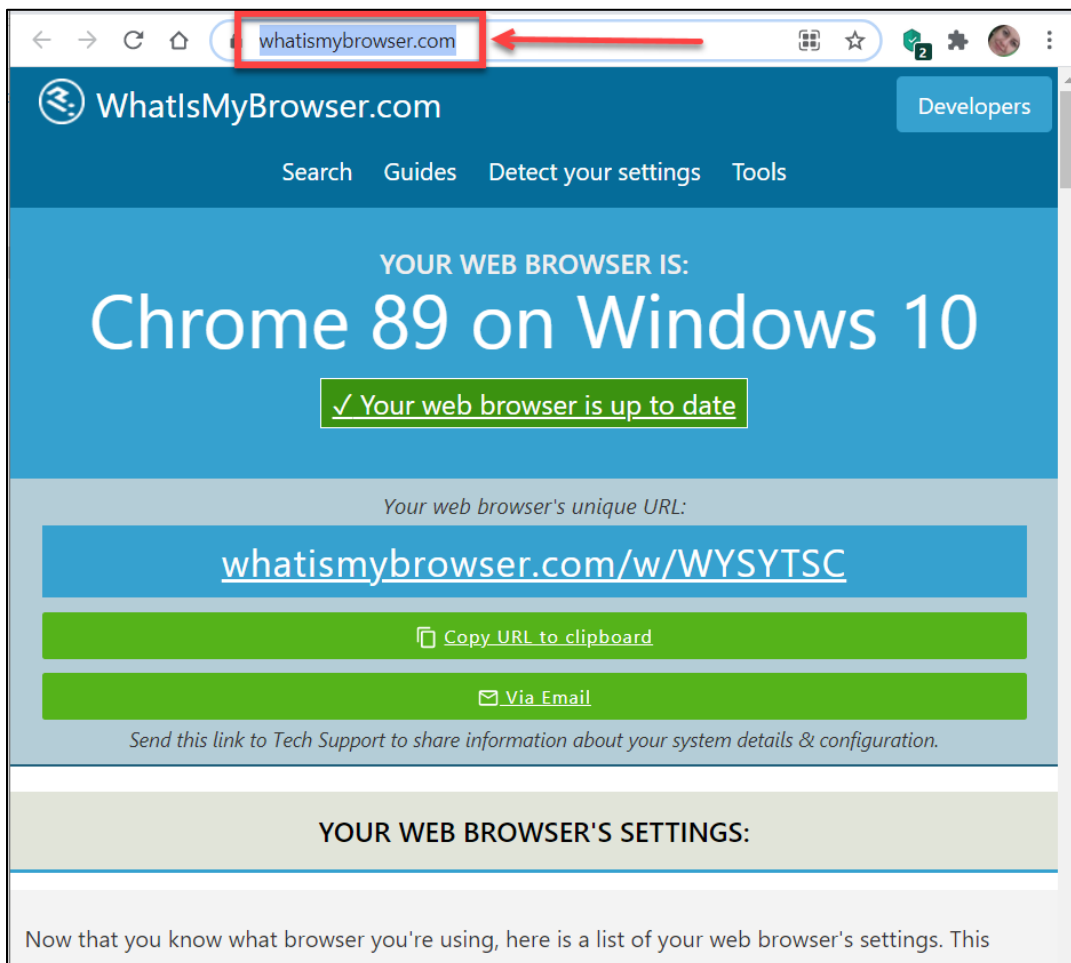 whatismybrowser.com
2
WhatIsMyBrowser.com
Developers
Search Guides Detect your settings Tools
YOUR WEB BROWSER IS:
Chrome 89 on Windows 10
✓ Your web browser is up to date
Your web browser's unique URL:
whatismybrowser.com/w/WYSYTSC
Copy URL to clipboard
Via Email
Send this link to Tech Support to share information about your system details & configuration.
YOUR WEB BROWSER'S SETTINGS:
Now that you know what browser you're using, here is a list of your web browser's settings. This